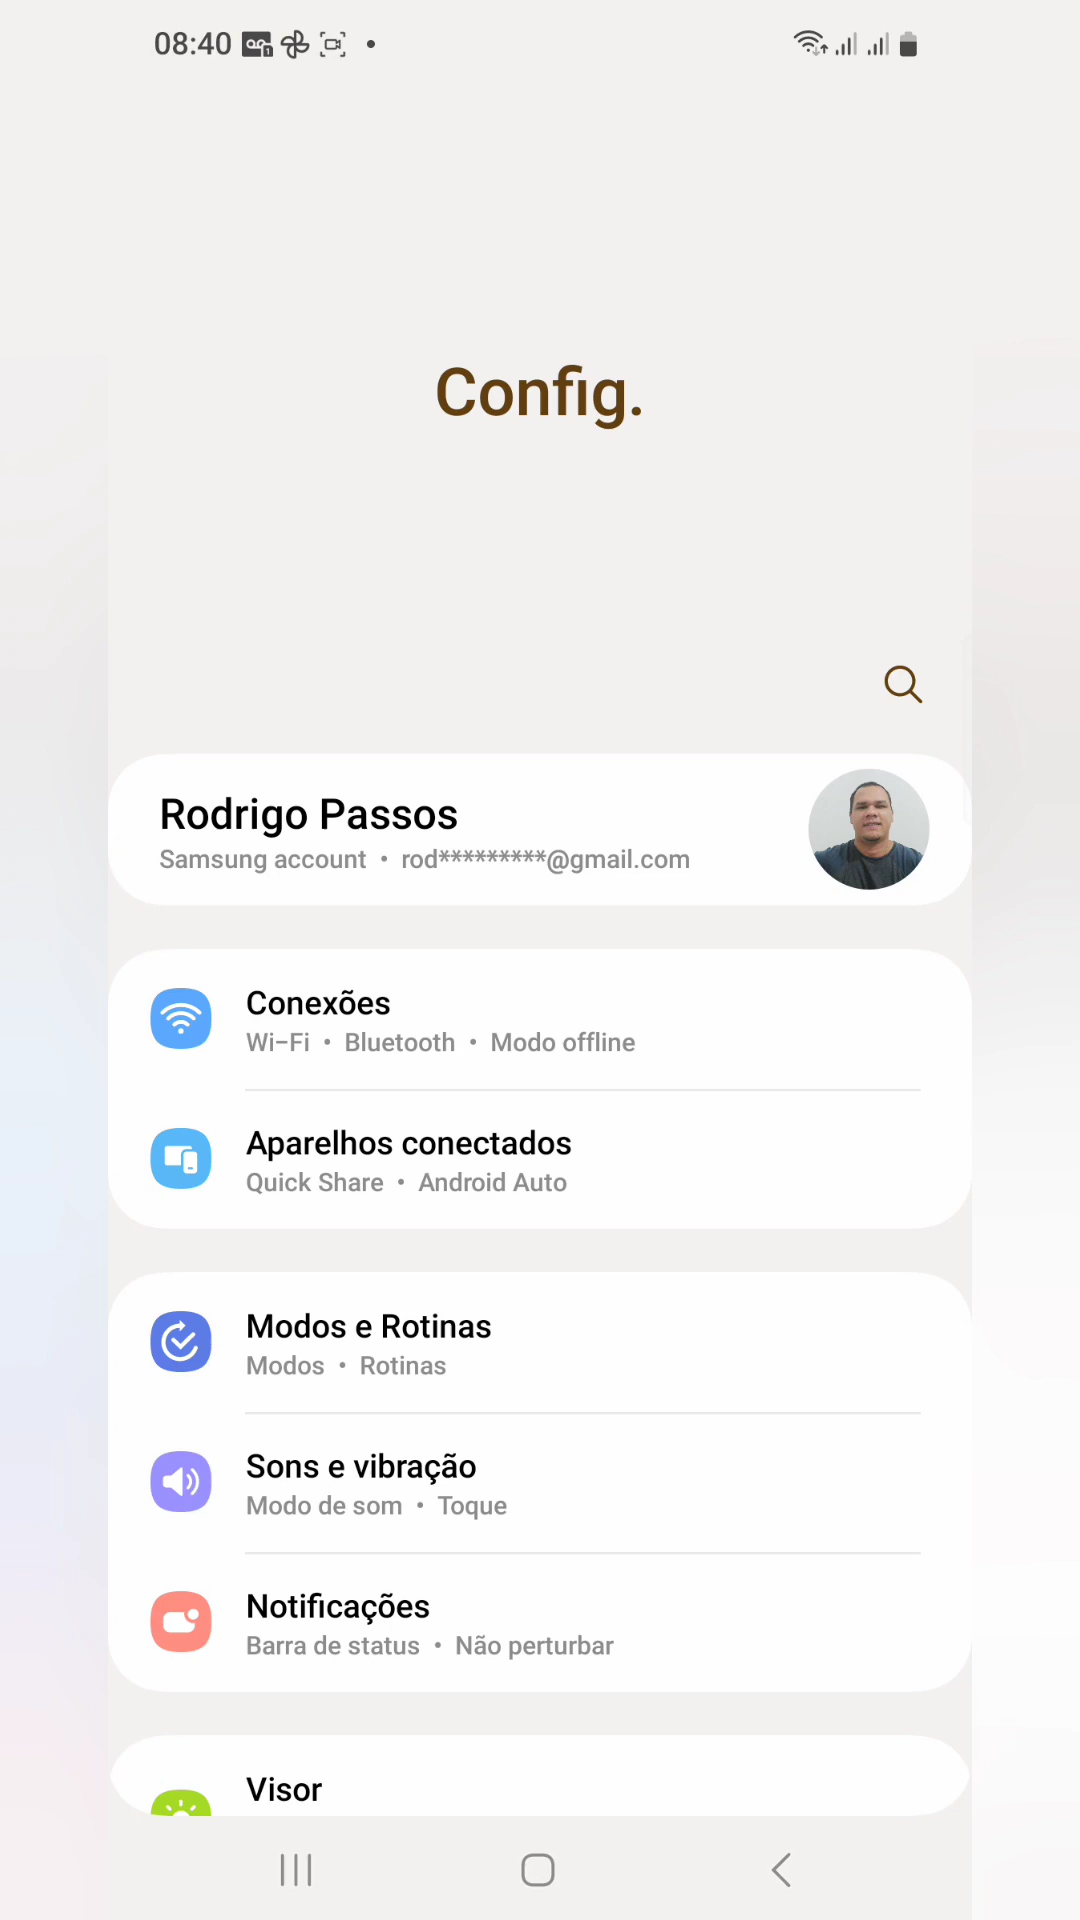 08:40
Config.
Rodrigo Passos
Samsung account • rod*********@gmail.com
Conexões
Wi-Fi • Bluetooth • Modo offline
Aparelhos conectados
Quick Share • Android Auto
Modos e Rotinas
Modos • Rotinas
Sons e vibração
Modo de som • Toque
Notificações
Barra de status • Não perturbar
Visor